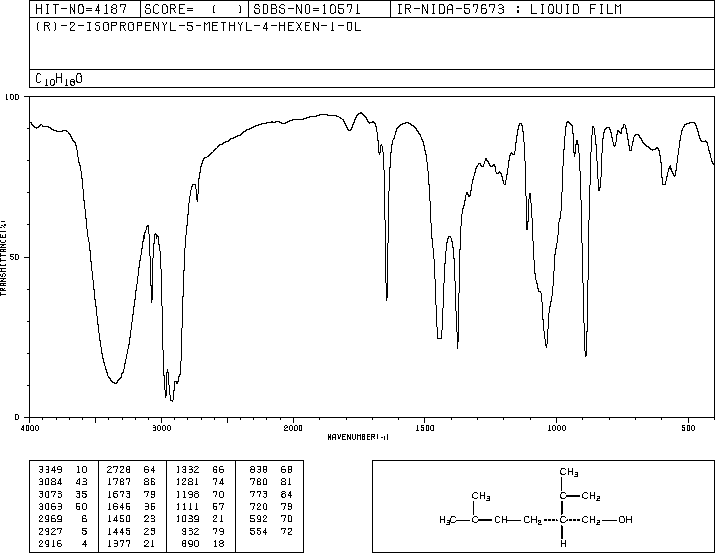 HIT-NO=4187 SCORE= ( ) SDBS-NO=10571 IR-NIDA-57673 : LIQUID FILM
(R)-2-ISOPROPENYL-5-METHYL-4-HEXEN-1-OL
C10H18O
100
50
0
TRANSMITTANCE(%)
4000 3000 2000 1500 1000 500
WAVENUMBER(-1)
3349 10 2728 64 1332 66 838 68
3084 43 1787 86 1281 74 780 81
3073 35 1673 79 1198 70 773 84
3063 60 1646 36 1111 57 720 79
2969 6 1450 23 1039 21 592 70
2927 5 1445 23 932 79 554 72
2916 4 1377 21 890 18
CH3
CH3 C CH2
H3C C CH CH2 C CH2 OH
H